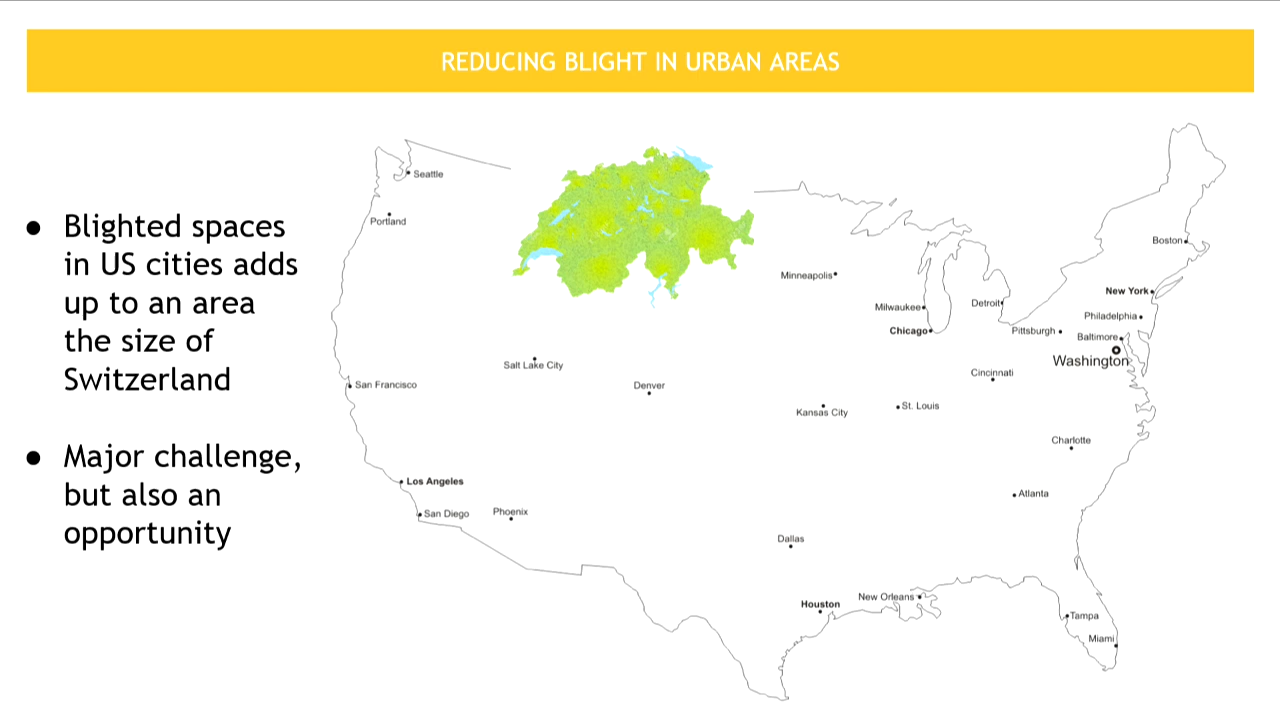 REDUCING BLIGHT IN URBAN AREAS
● Blighted spaces
in US cities adds
up to an area
the size of
Switzerland
● Major challenge,
but also an
opportunity
Seattle
Portland
Boston
Minneapolis
New York
Milwaukee
Detroit
Philadelphia
Chicago
Pittsburgh
Baltimore
Washington
Salt Lake City
Cincinnati
San Francisco
Denver
Kansas City
St. Louis
Charlotte
Los Angeles
Atlanta
San Diego
Phoenix
Dallas
New Orleans
Houston
Tampa
Miami